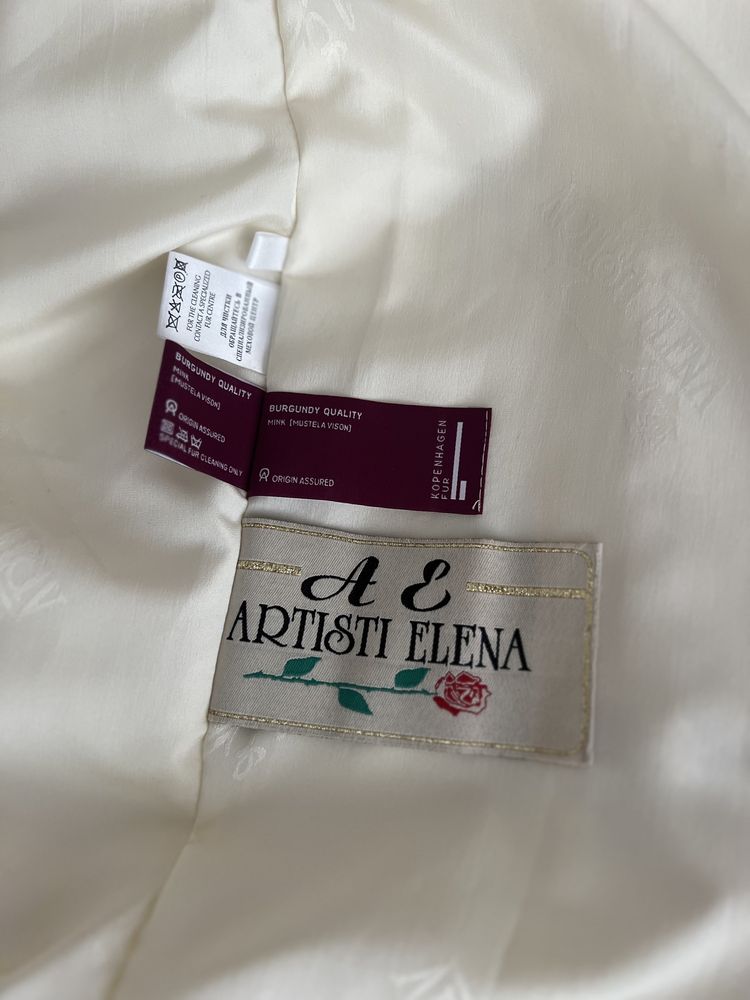 FOR THE CLEANING
CONTACT A SPECIALIZED
FUR CENTRE
ДЛЯ ЧИСТКИ
ОБРАЩАЙТЕСЬ В
СПЕЦИАЛИЗИРОВАННЫЙ
МЕХОВОЙ ЦЕНТР
BURGUNDY QUALITY
MINK
[MUSTELA VISON]
ORIGIN ASSURED
SPECIAL FUR CLEANING ONLY
BURGUNDY QUALITY
MINK [MUSTELA VISON]
ORIGIN ASSURED
KOPENHAGEN
FUR
A E
ARTISTI ELENA